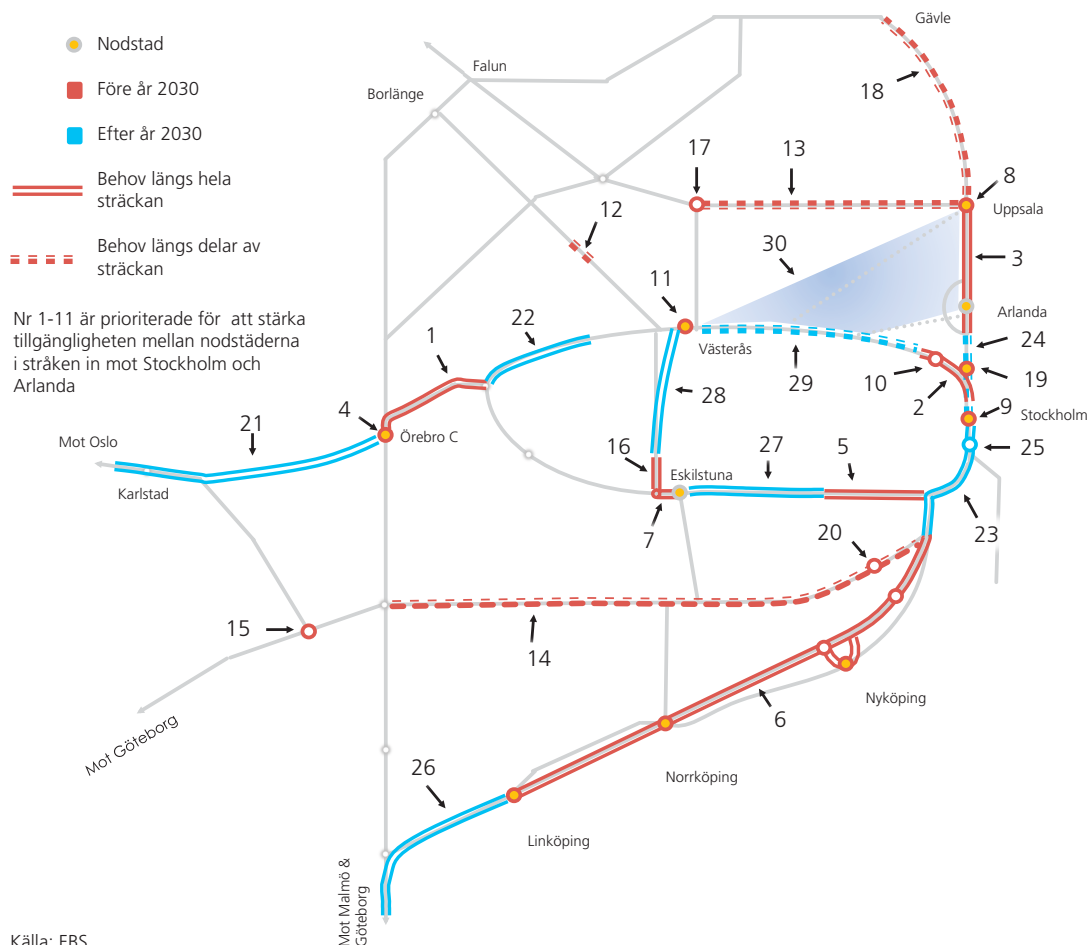 Nodstad
Före år 2030
Efter år 2030
Behov längs hela
sträckan
Behov längs delar av
sträckan
Nr 1-11 är prioriterade för att stärka
tillgängligheten mellan nodstäderna
i stråken in mot Stockholm och
Arlanda
Gävle
Falun
Borlänge
18
17
13
8
Uppsala
12
30
3
11
Arlanda
22
1
Västerås
24
29
10
19
28
2
9
Stockholm
4
Örebro C
21
25
Mot Oslo
Karlstad
16
Eskilstuna
27
5
7
23
20
15
14
Nyköping
6
Mot Göteborg
Norrköping
26
Linköping
Mot Malmö &
Göteborg
Källa: EBS